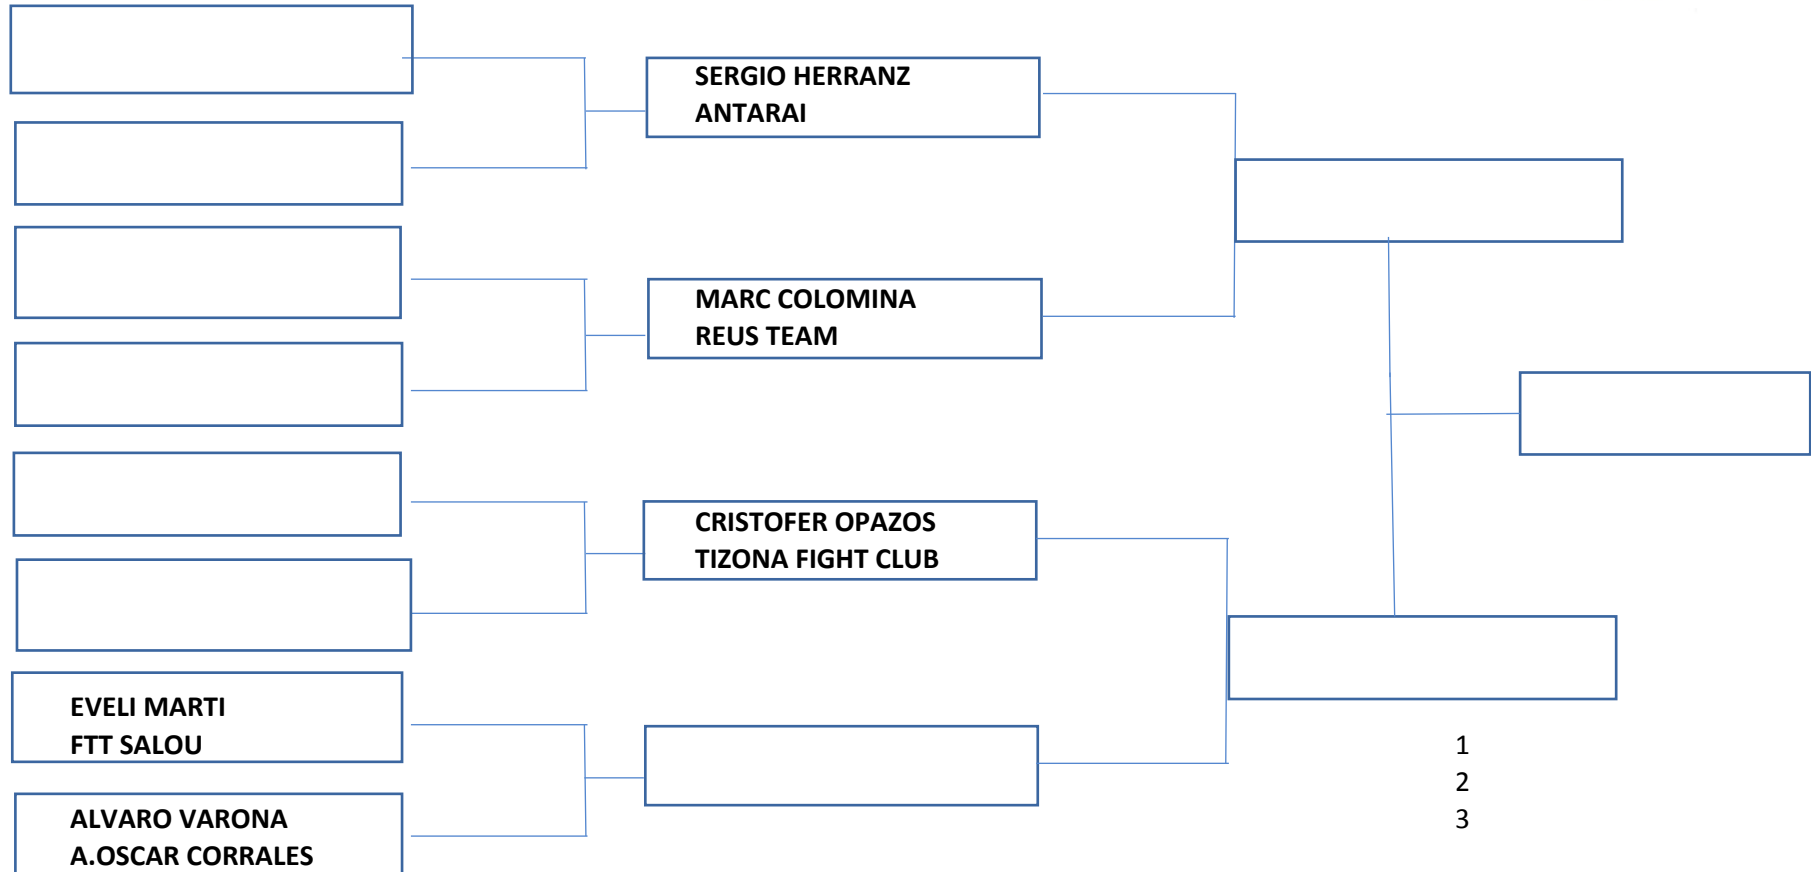 SERGIO HERRANZ
ANTARAI
MARC COLOMINA
REUS TEAM
CRISTOFER OPAZOS
TIZONA FIGHT CLUB
EVELI MARTI
FTT SALOU
ALVARO VARONA
A.OSCAR CORRALES
1
2
3